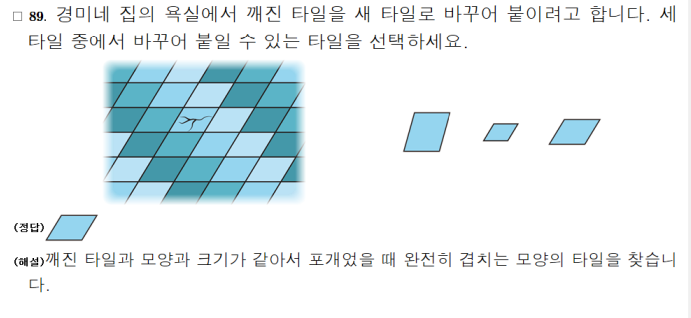 □ 89. 경미네 집의 욕실에서 깨진 타일을 새 타일로 바꾸어 붙이려고 합니다. 세
타일 중에서 바꾸어 붙일 수 있는 타일을 선택하세요.
(정답)
(해설)깨진 타일과 모양과 크기가 같아서 포개었을 때 완전히 겹치는 모양의 타일을 찾습니
다.